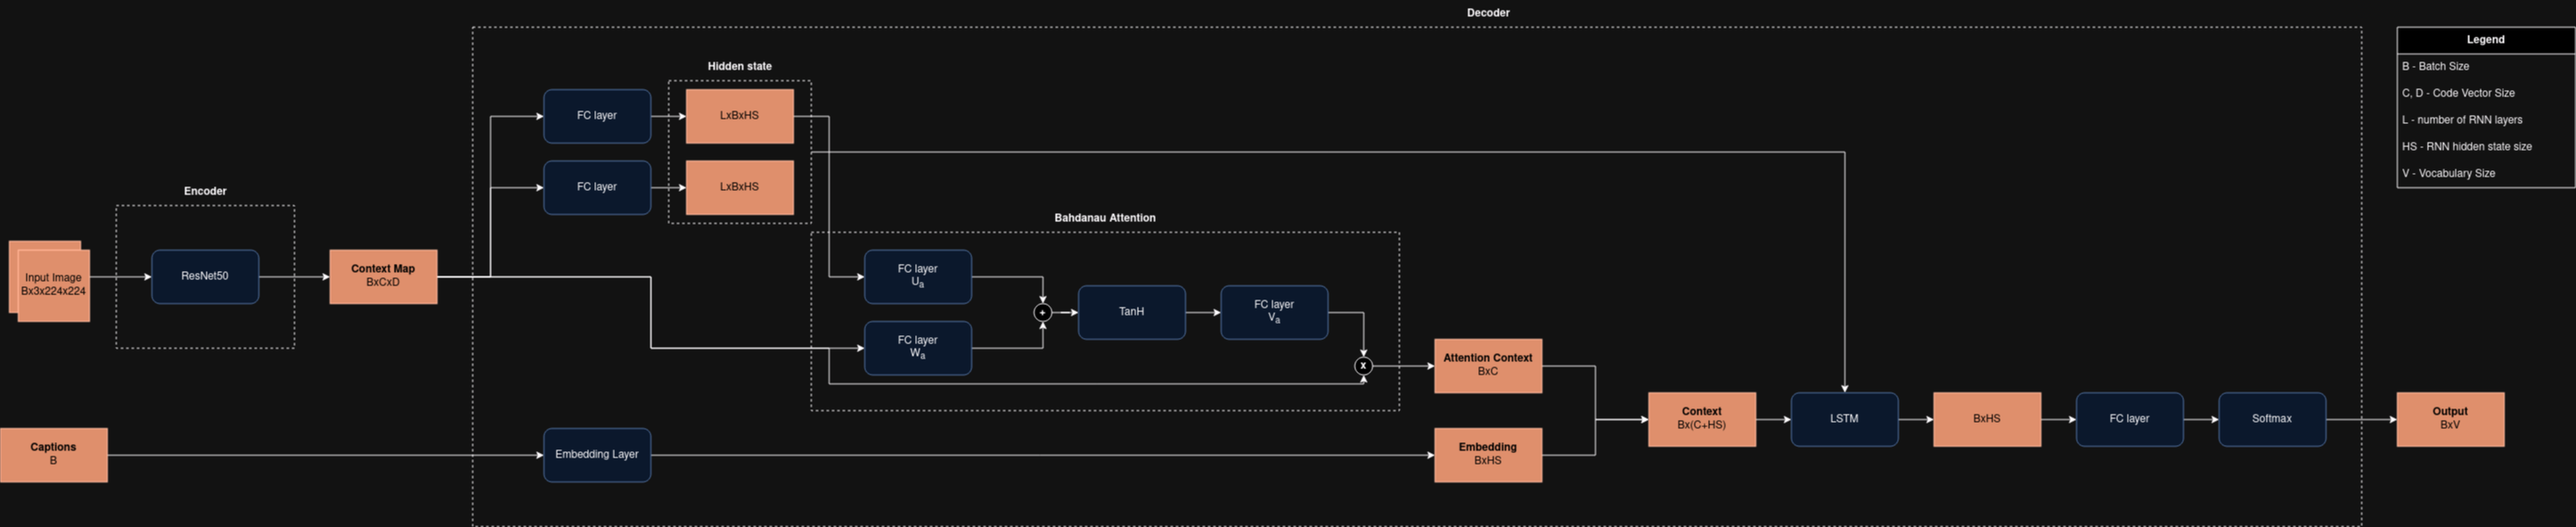 Decoder
Legend
B - Batch Size
C, D - Code Vector Size
L - number of RNN layers
HS - RNN hidden state size
V - Vocabulary Size
Hidden state
FC layer
LxBxHS
FC layer
LxBxHS
Encoder
Input Image
Bx3x224x224
ResNet50
Context Map
BxCxD
Bahdanau Attention
FC layer
Ua
FC layer
Wa
+
TanH
FC layer
Va
x
Attention Context
BxC
Captions
B
Embedding Layer
Embedding
BxHS
Context
Bx(C+HS)
LSTM
BxHS
FC layer
Softmax
Output
BxV